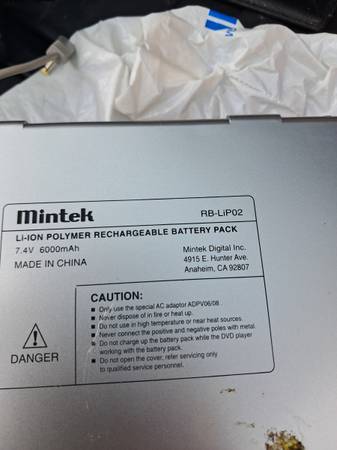 Mintek
RB-LiP02
LI-ION POLYMER RECHARGEABLE BATTERY PACK
7.4V 6000mAh
Mintek Digital Inc.
MADE IN CHINA
4915 E. Hunter Ave.
Anaheim, CA 92807
CAUTION:
Only use the special AC adaptor ADPV06/08.
Never dispose of in fire or heat up.
Do not use in high temperature or near heat sources.
Never connect the positive and negative poles with metal.
Do not charge up the battery pack while the DVD player
working with the battery pack.
Do not open the cover, refer servicing only
to qualified service personnel.
DANGER